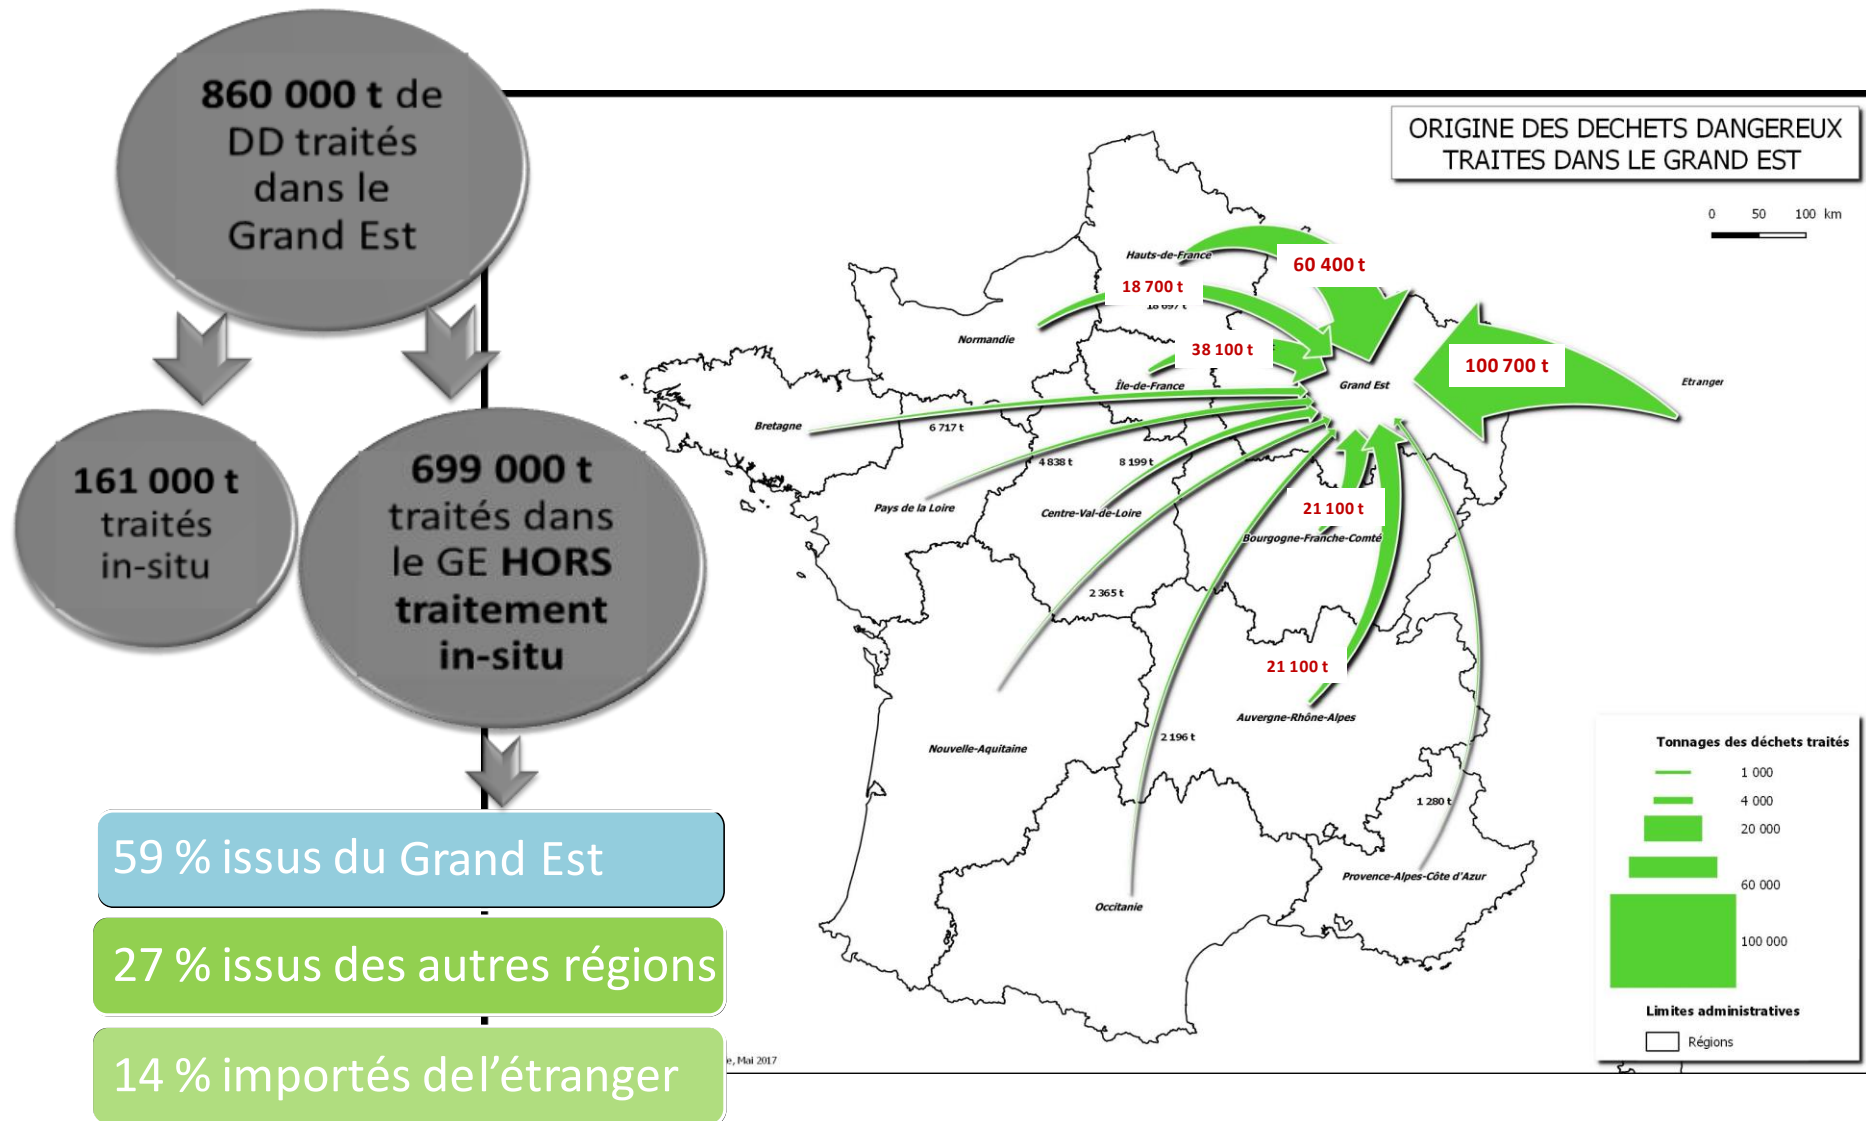 860 000 t de
DD traités
dans le
Grand Est
161 000 t
traités
in-situ
699 000 t
traités dans
le GE HORS
traitement
in-situ
59 % issus du Grand Est
27 % issus des autres régions
14 % importés de l'étranger
ORIGINE DES DECHETS DANGEREUX
TRAITES DANS LE GRAND EST
0 50 100 km
Hauts-de-France
60 400 t
18 700 t
18 697 t
Normandie
38 100 t
100 700 t
Île-de-France
Grand Est
Etranger
Bretagne
6 717 t
4 838 t
8 199 t
Pays de la Loire
Centre-Val-de-Loire
21 100 t
Bourgogne-Franche-Comté
2 365 t
21 100 t
Auvergne-Rhône-Alpes
2 196 t
Nouvelle-Aquitaine
1 280 t
Provence-Alpes-Côte d'Azur
Occitanie
Tonnages des déchets traités
1 000
4 000
20 000
60 000
100 000
Limites administratives
Régions
, Mai 2017